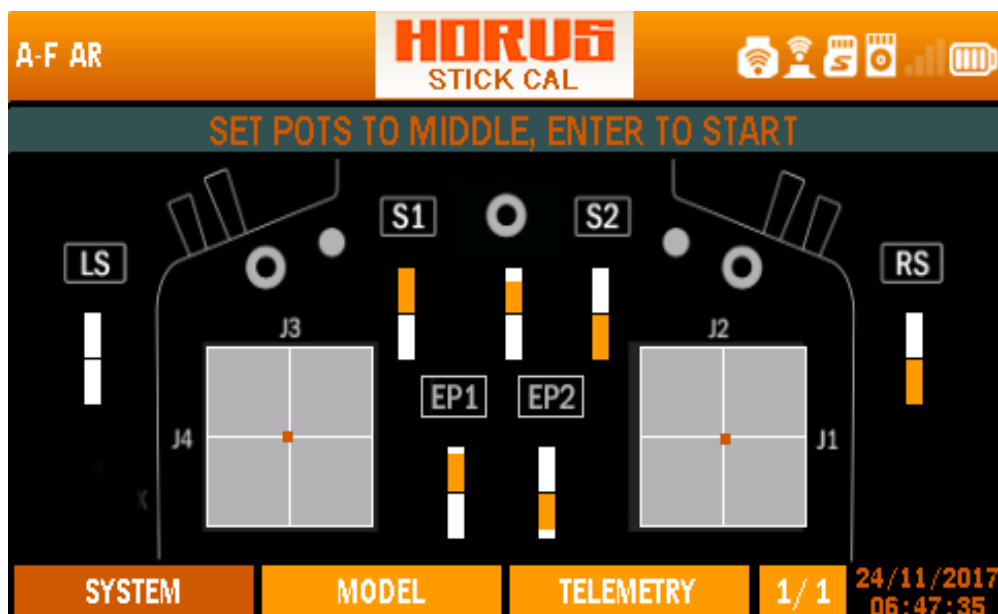 A-F AR
HORUS
STICK CAL
SET POTS TO MIDDLE, ENTER TO START
S1
S2
LS
RS
J3
J2
EP1
EP2
J4
J1
X
SYSTEM
MODEL
TELEMETRY
1/1
24/11/2017
06:47:35